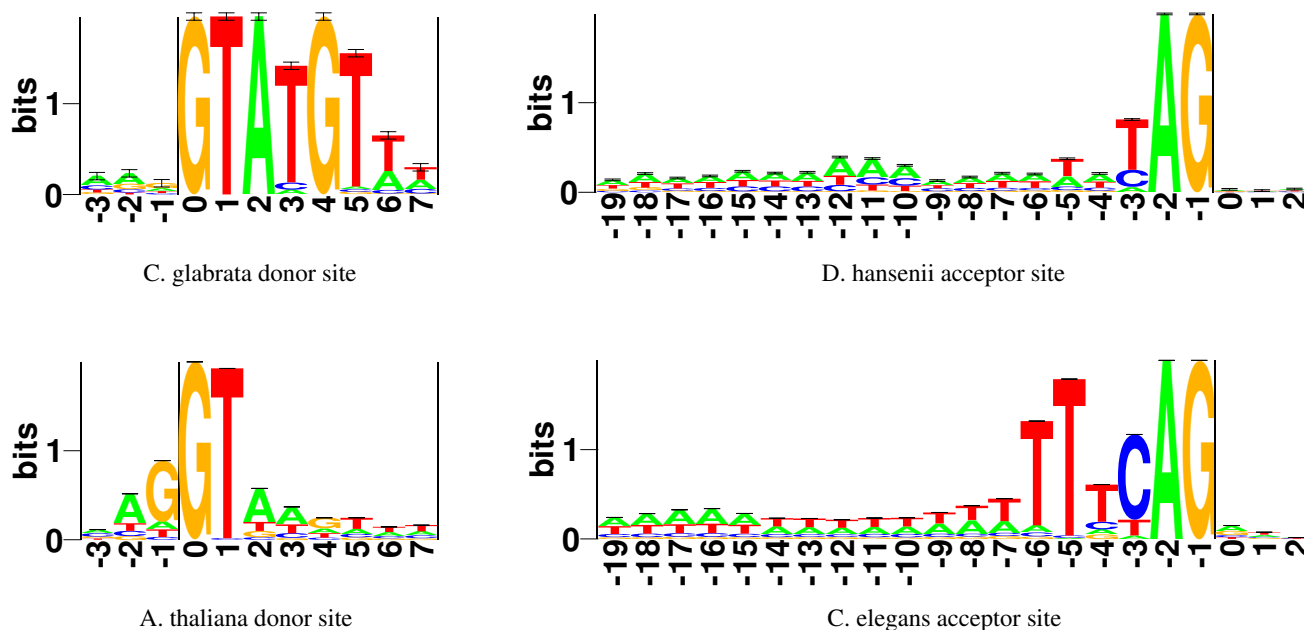 bits
1
0
-3 -2 -1 0 1 2 3 4 5 6 7
C. glabrata donor site
bits
1
0
-19 -18 -17 -16 -15 -14 -13 -12 -11 -10 -9 -8 -7 -6 -5 -4 -3 -2 -1 0 1 2
D. hansenii acceptor site
bits
1
0
-3 -2 -1 0 1 2 3 4 5 6 7
A. thaliana donor site
bits
1
0
-19 -18 -17 -16 -15 -14 -13 -12 -11 -10 -9 -8 -7 -6 -5 -4 -3 -2 -1 0 1 2
C. elegans acceptor site